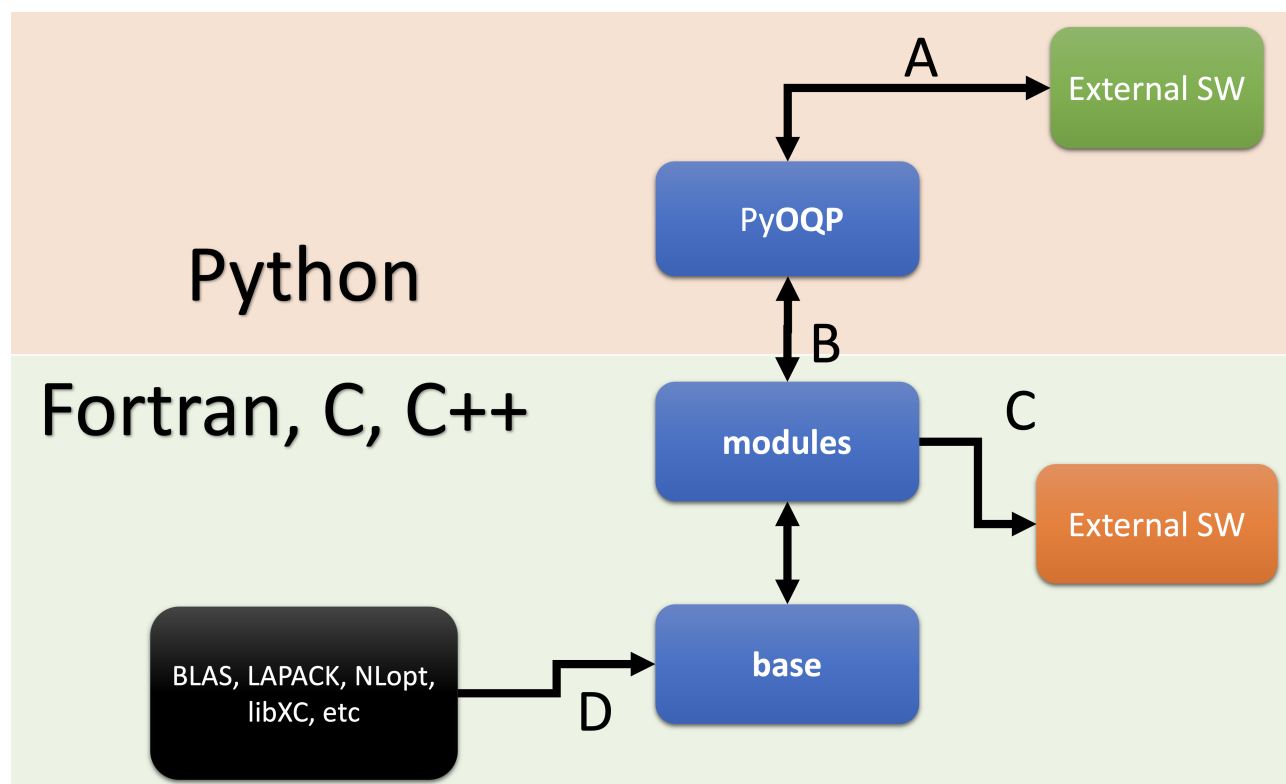 A
External SW
PyOQP
Python
B
Fortran, C, C++
C
modules
External SW
BLAS, LAPACK, NLopt,
libXC, etc
base
D